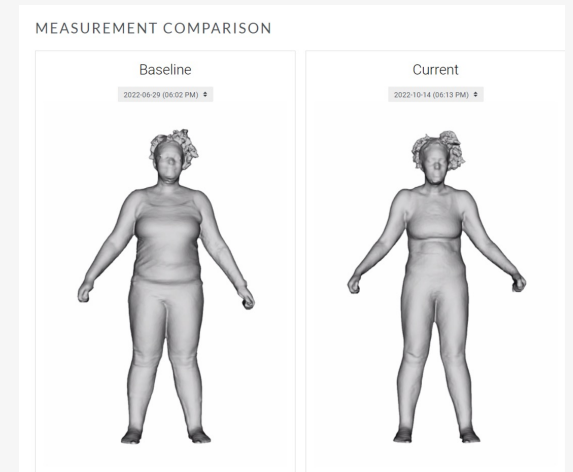 MEASUREMENT COMPARISON
Baseline
2022-06-29 (06:02 PM)
Current
2022-10-14 (06:13 PM)